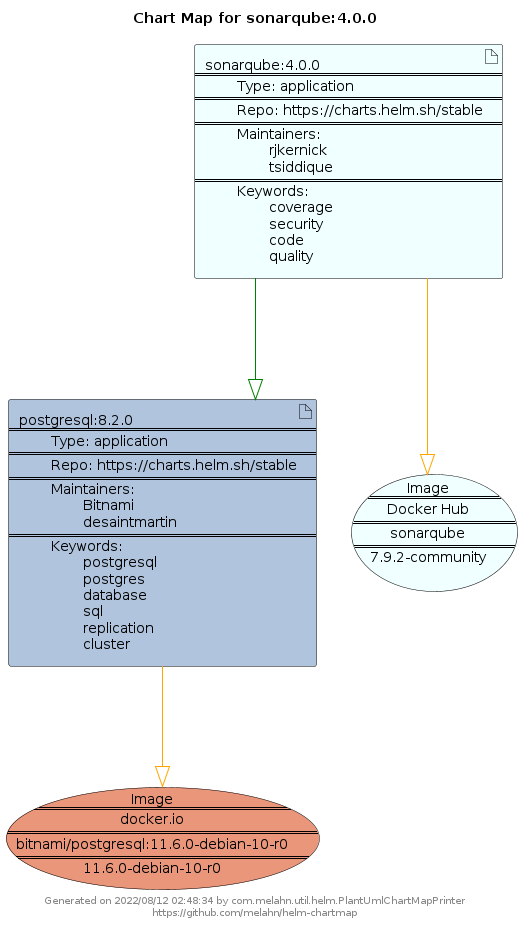 Chart Map for sonarqube:4.0.0
sonarqube:4.0.0
Type: application
Repo: https://charts.helm.sh/stable
Maintainers:
rjkernick
tsiddique
Keywords:
coverage
security
code
quality
postgresql:8.2.0
Type: application
Repo: https://charts.helm.sh/stable
Maintainers:
Bitnami
desaintmartin
Keywords:
postgresql
postgres
database
sql
replication
cluster
Image
Docker Hub
sonarqube
7.9.2-community
Image
docker.io
bitnami/postgresql:11.6.0-debian-10-r0
11.6.0-debian-10-r0
Generated on 2022/08/12 02:48:34 by com.melahn.util.helm.PlantUmlChartMapPrinter
https://github.com/melahn/helm-chartmap